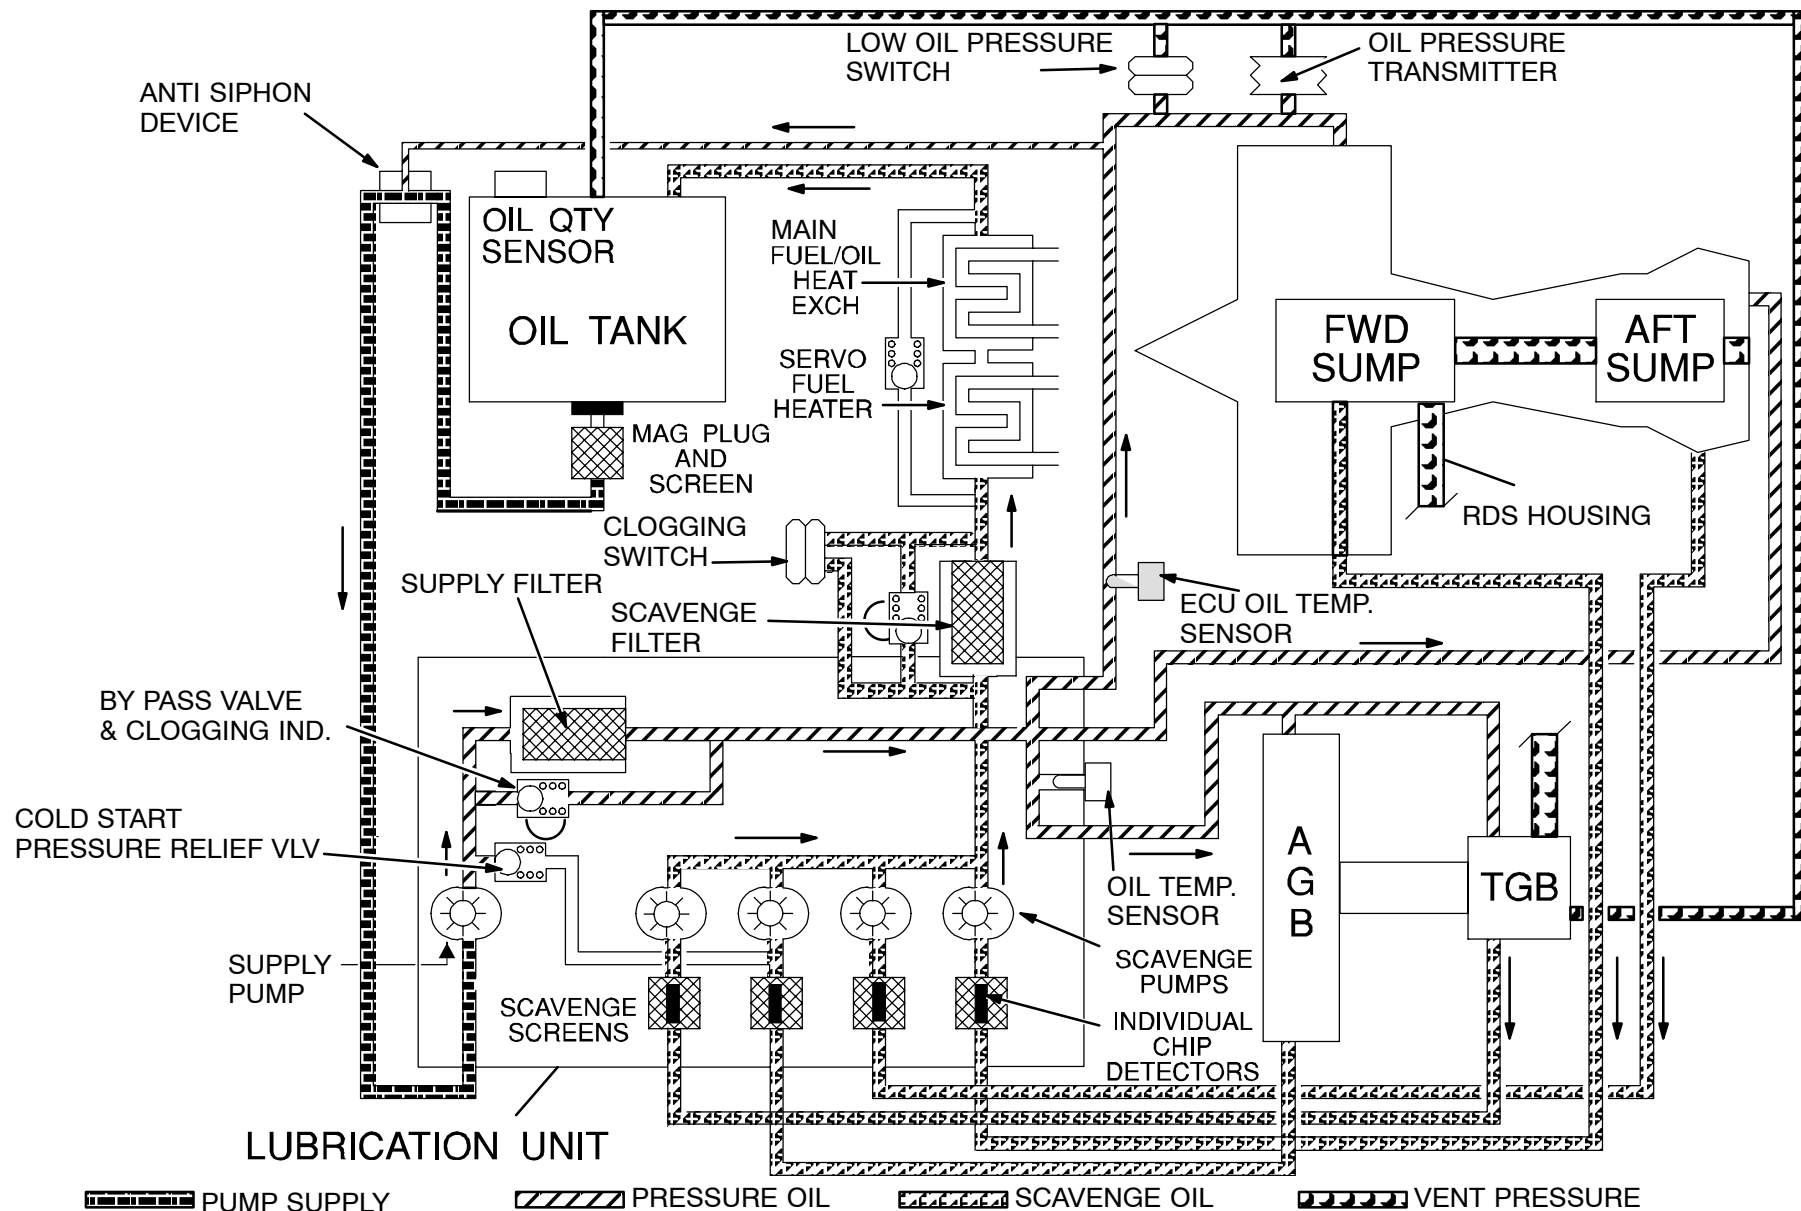 LOW OIL PRESSURE
SWITCH
OIL PRESSURE
TRANSMITTER
ANTI SIPHON
DEVICE
OIL QTY
SENSOR
OIL TANK
MAIN
FUEL/OIL
HEAT
EXCH
SERVO
FUEL
HEATER
FWD
SUMP
AFT
SUMP
MAG PLUG
AND
SCREEN
RDS HOUSING
CLOGGING
SWITCH
SUPPLY FILTER
SCAVENGE
FILTER
ECU OIL TEMP.
SENSOR
BY PASS VALVE
& CLOGGING IND.
COLD START
PRESSURE RELIEF VLV
A
G
B
TGB
OIL TEMP.
SENSOR
SUPPLY
PUMP
SCAVENGE
PUMPS
SCAVENGE
SCREENS
INDIVIDUAL
CHIP
DETECTORS
LUBRICATION UNIT
PUMP SUPPLY
PRESSURE OIL
SCAVENGE OIL
VENT PRESSURE